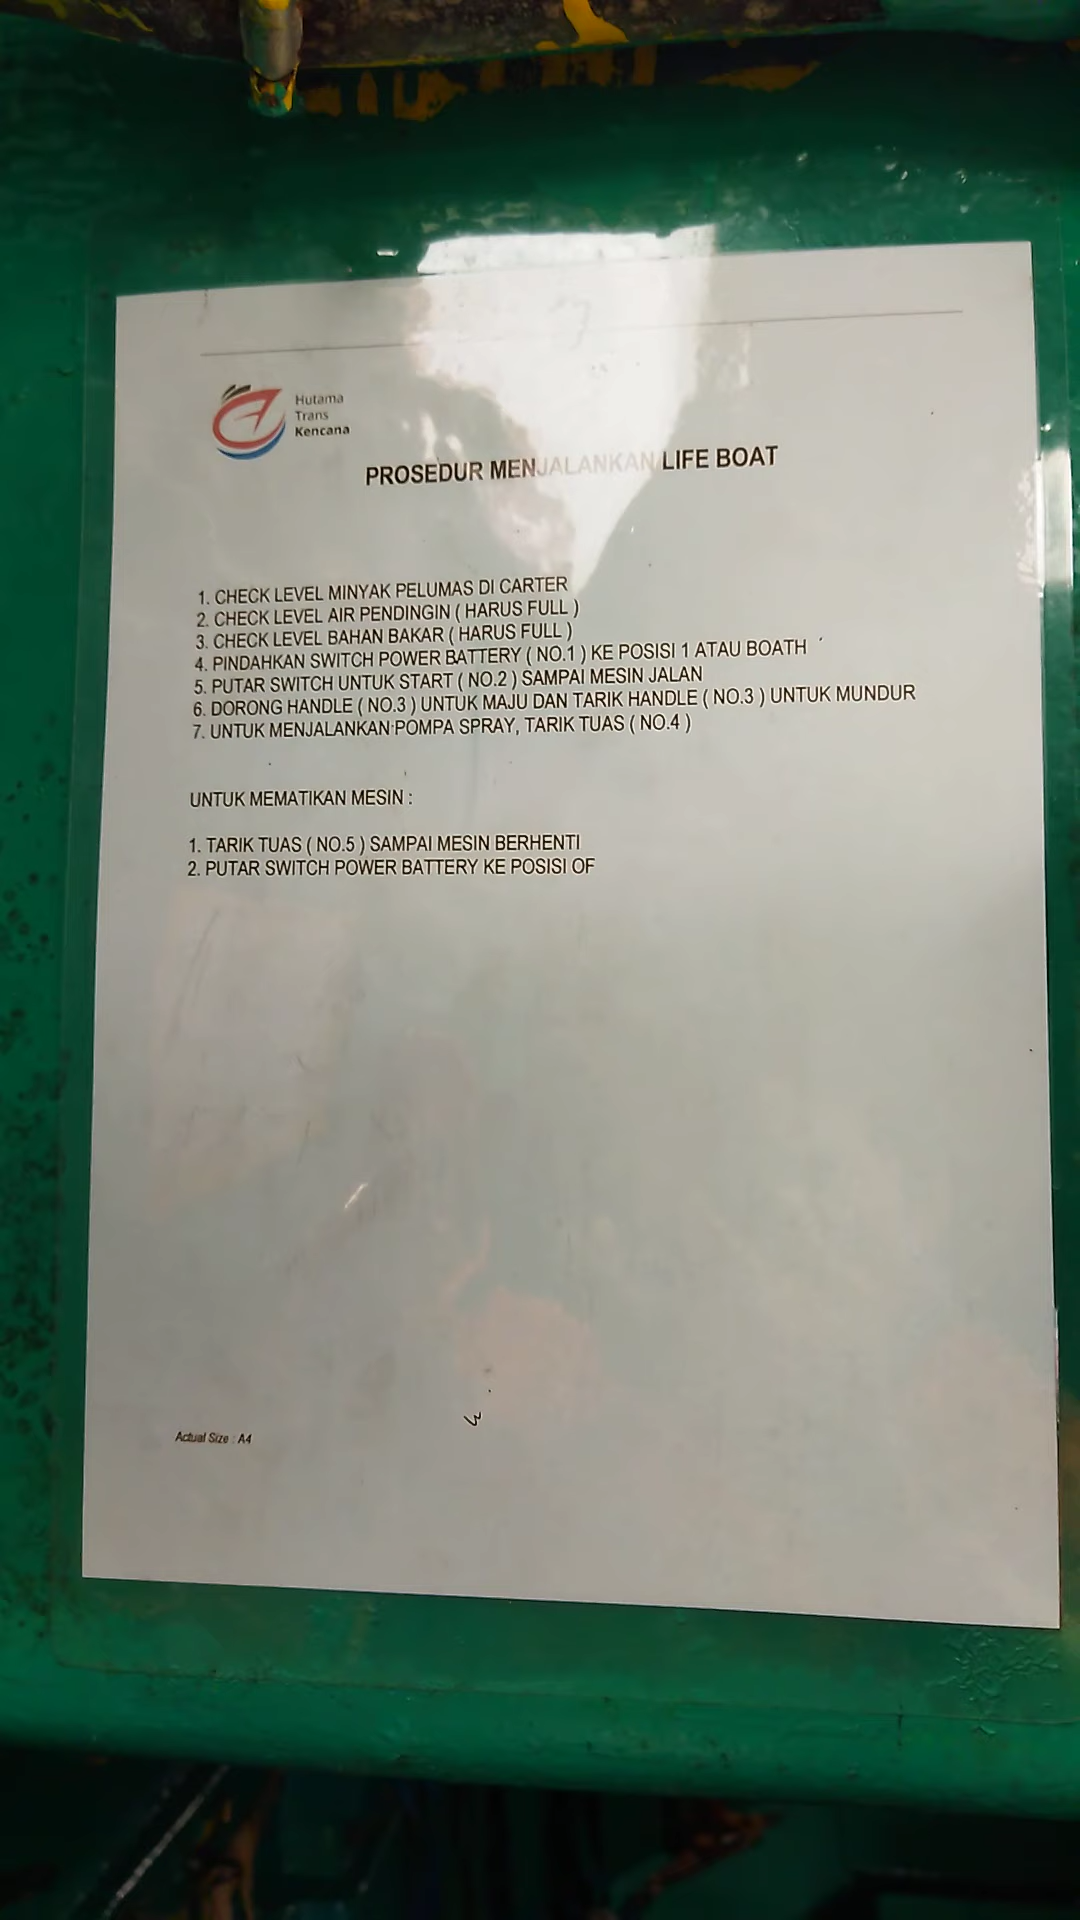 Hutama
Trans
Kencana
PROSEDUR MENJALANKAN LIFE BOAT
1. CHECK LEVEL MINYAK PELUMAS DI CARTER
2. CHECK LEVEL AIR PENDINGIN ( HARUS FULL )
3. CHECK LEVEL BAHAN BAKAR ( HARUS FULL )
4. PINDAHKAN SWITCH POWER BATTERY ( NO.1 ) KE POSISI 1 ATAU BOATH
5. PUTAR SWITCH UNTUK START ( NO.2 ) SAMPAI MESIN JALAN
6. DORONG HANDLE ( NO.3 ) UNTUK MAJU DAN TARIK HANDLE ( NO.3 ) UNTUK MUNDUR
7. UNTUK MENJALANKAN POMPA SPRAY, TARIK TUAS ( NO.4 )
UNTUK MEMATIKAN MESIN :
1. TARIK TUAS ( NO.5 ) SAMPAI MESIN BERHENTI
2. PUTAR SWITCH POWER BATTERY KE POSISI OF
Actual Size : A4